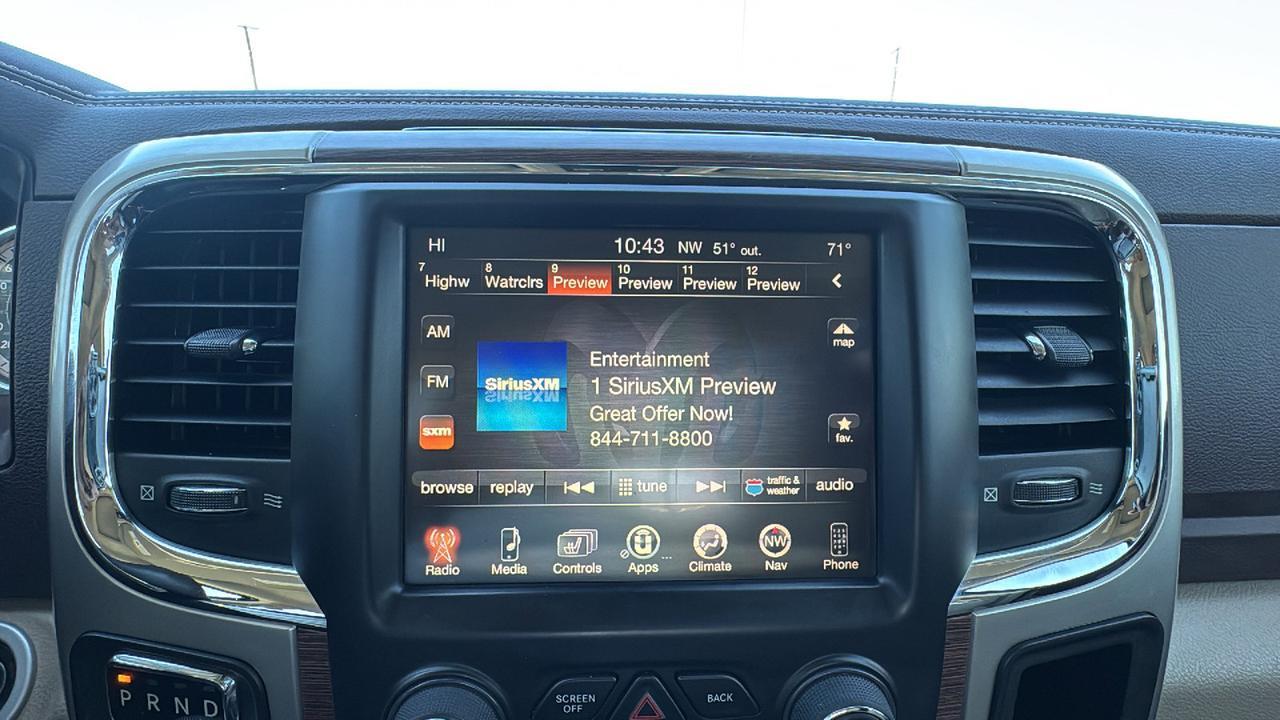 HI 10:43 NW 51° out. 71°
7 Highw 8 Watrclrs 9 Preview 10 Preview 11 Preview 12 Preview
AM
map
SiriusXM
Entertainment
1 SiriusXM Preview
FM
Great Offer Now!
sxm
844-711-8800
fav.
browse replay tune traffic & weather audio
NW
Radio Media Controls Apps ... Climate Nav Phone
P R N D
SCREEN OFF
BACK